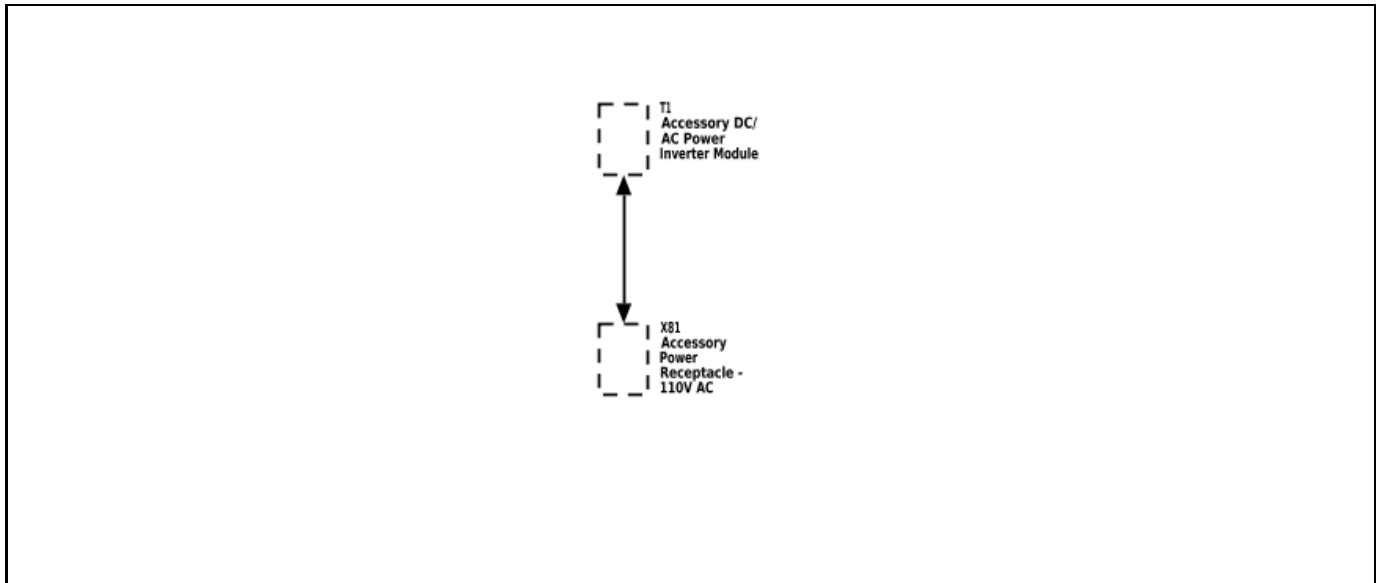 T1
Accessory DC/
AC Power
Inverter Module
X81
Accessory
Power
Receptacle -
110V AC